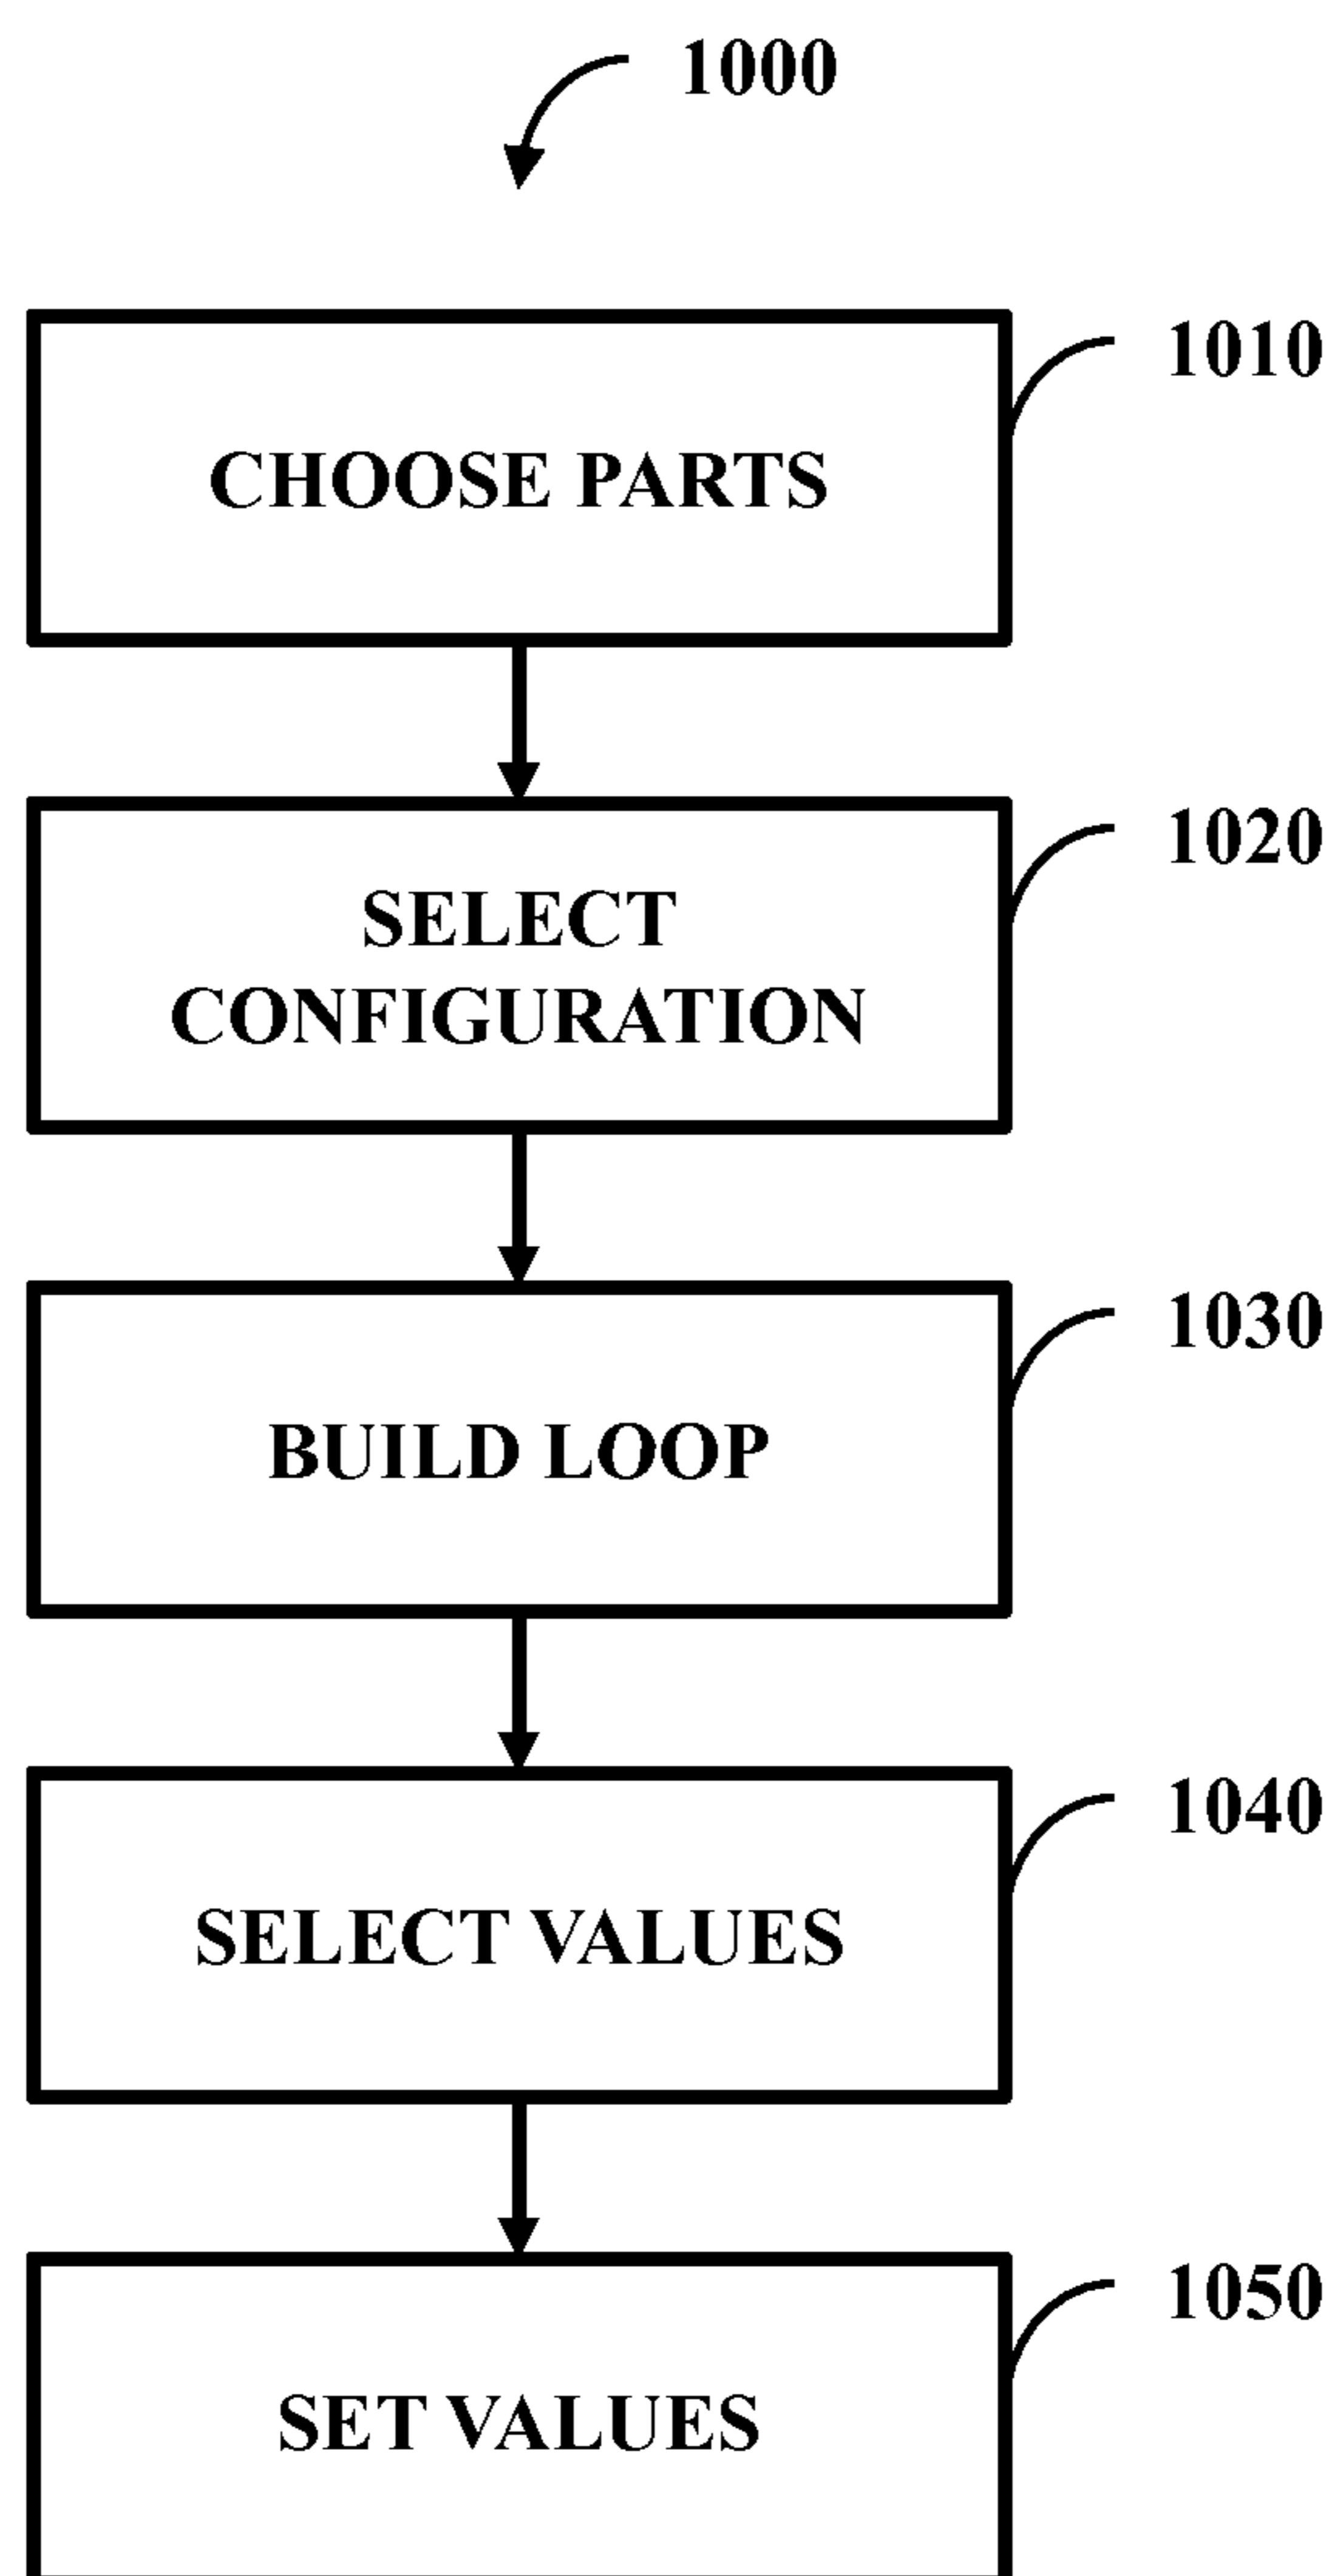 1000
1010
CHOOSE PARTS
1020
SELECT
CONFIGURATION
1030
BUILD LOOP
1040
SELECT VALUES
1050
SET VALUES